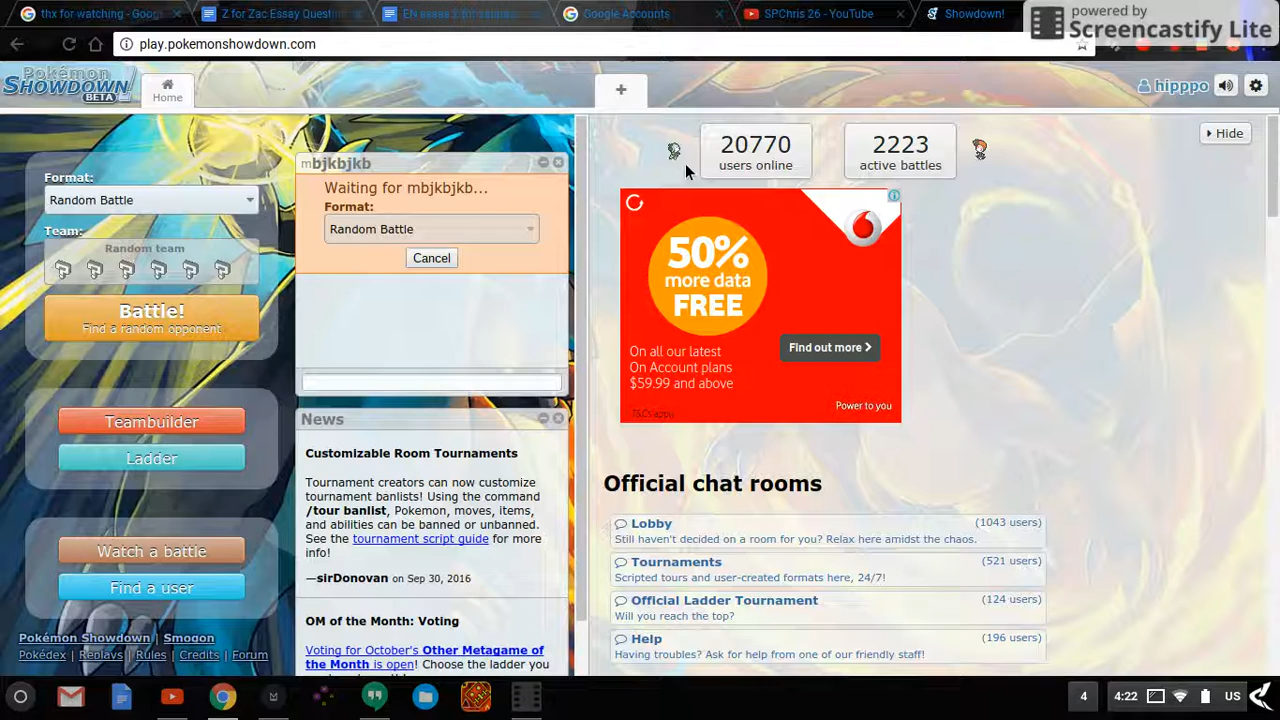 thx for watching - Goog
Z for Zac Essay Questi
Google Accounts
SPChris 26 - YouTube
Showdown!
powered by
Screencastify Lite
play.pokemonshowdown.com
Pokémon
Showdown
BETA
Home
+
hipppo
20770
users online
2223
active battles
Hide
Format:
Random Battle
Team:
Random team
Battle!
Find a random opponent
Teambuilder
Ladder
Watch a battle
Find a user
Pokémon Showdown | Smogon
Pokédex | Replays | Rules | Credits | Forum
mbjkbjkb
Waiting for mbjkbjkb...
Format:
Random Battle
Cancel
News
Customizable Room Tournaments
Tournament creators can now customize
tournament banlists! Using the command
/tour banlist, Pokemon, moves, items,
and abilities can be banned or unbanned.
See the tournament script guide for more
info!
—sirDonovan on Sep 30, 2016
OM of the Month: Voting
Voting for October's Other Metagame of
the Month is open! Choose the ladder you
50%
more data
FREE
On all our latest
On Account plans
$59.99 and above
T&Cs apply
Find out more
Power to you
Official chat rooms
Lobby (1043 users)
Still haven't decided on a room for you? Relax here amidst the chaos.
Tournaments (521 users)
Scripted tours and user-created formats here, 24/7!
Official Ladder Tournament (124 users)
Will you reach the top?
Help (196 users)
Having troubles? Ask for help from one of our friendly staff!
4
4:22
US